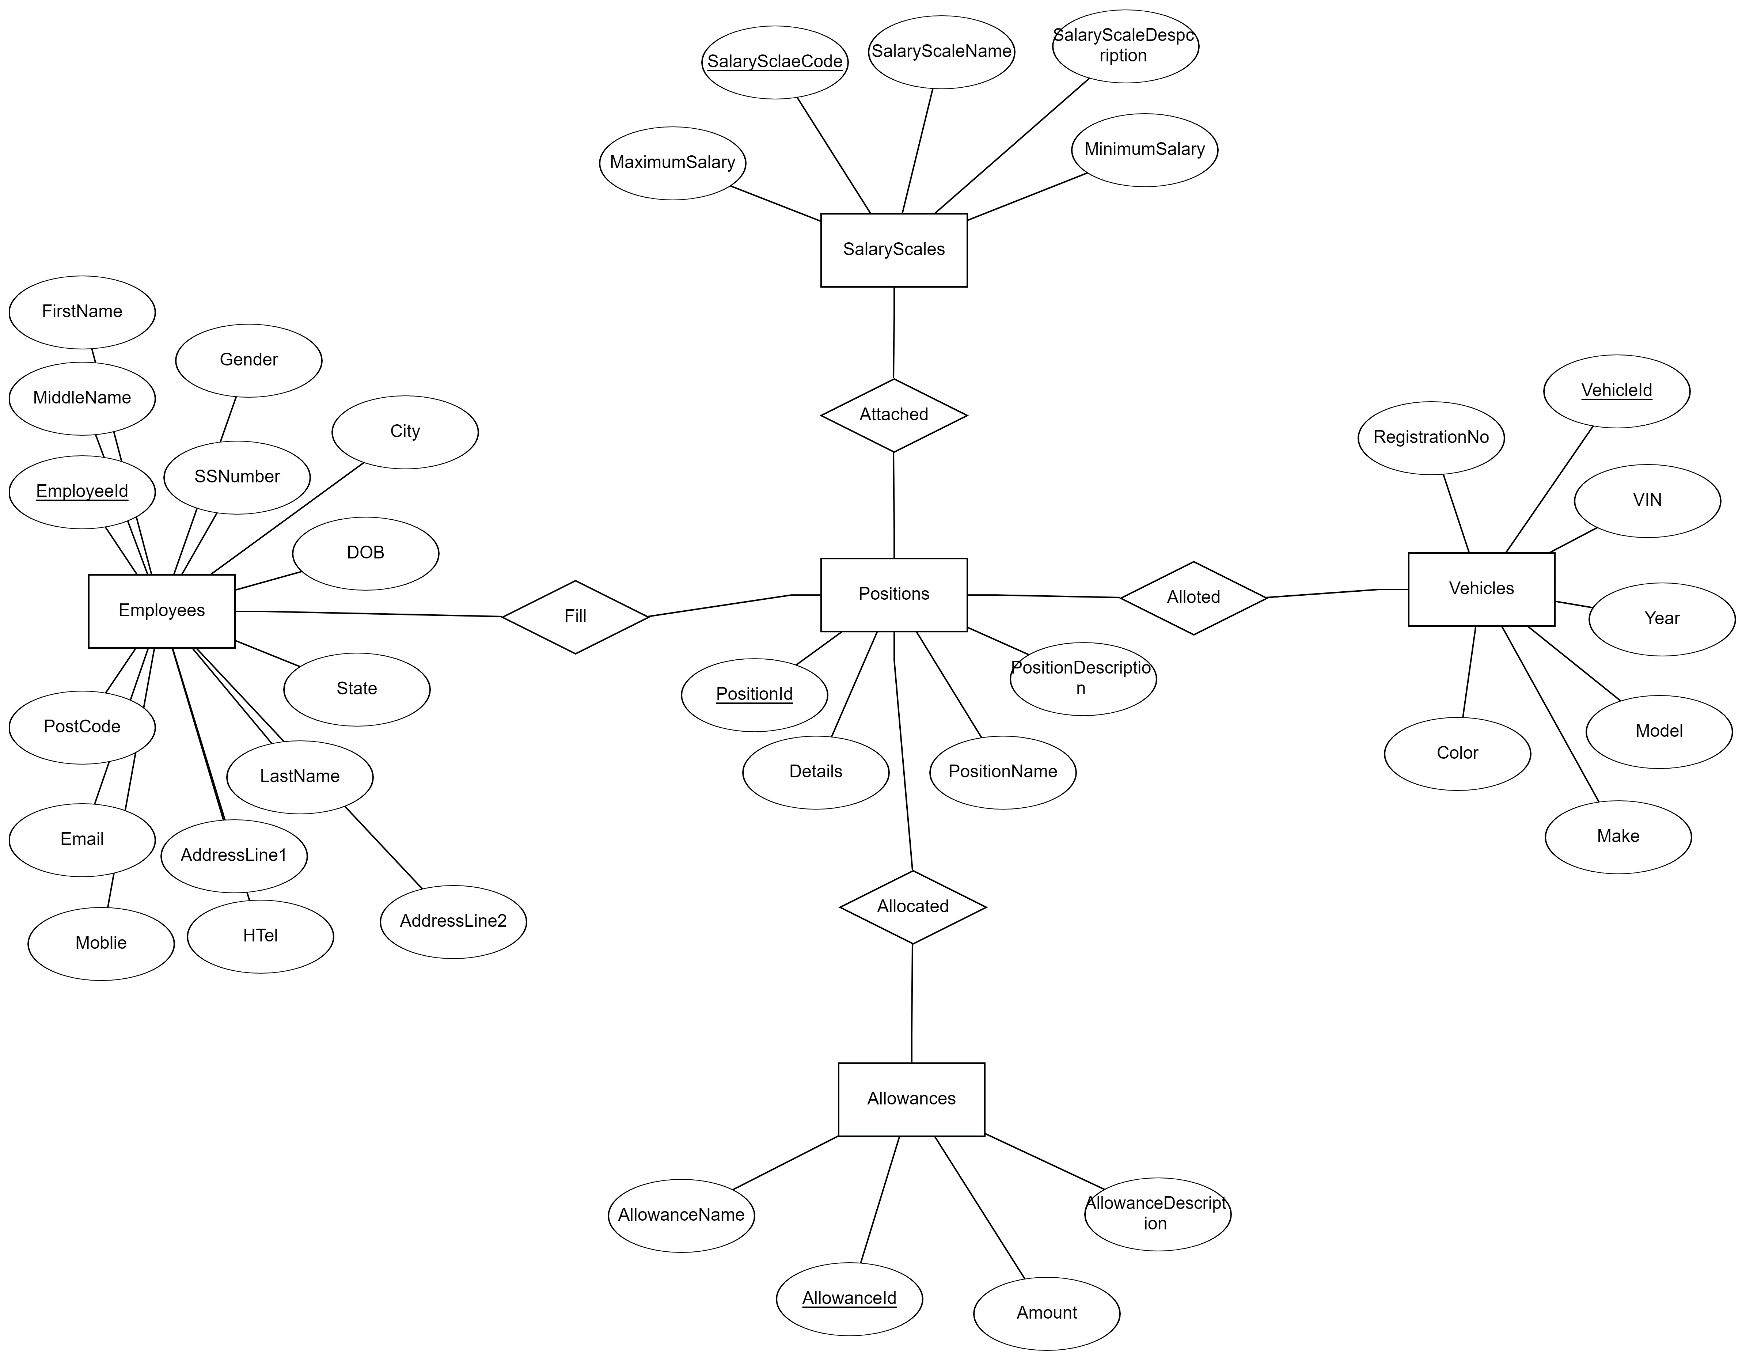 SalaryScaleDespc
ription
SalaryScaleName
SalarySclaeCode
MinimumSalary
MaximumSalary
SalaryScales
FirstName
Gender
MiddleName
City
Attached
VehicleId
RegistrationNo
EmployeeId
SSNumber
VIN
DOB
Employees
Fill
Positions
Alloted
Vehicles
Year
State
PositionId
PositionDescriptio
n
PostCode
LastName
Details
PositionName
Color
Model
Email
AddressLine1
Make
Allocated
AddressLine2
Moblie
HTel
Allowances
AllowanceName
AllowanceDescript
ion
AllowanceId
Amount